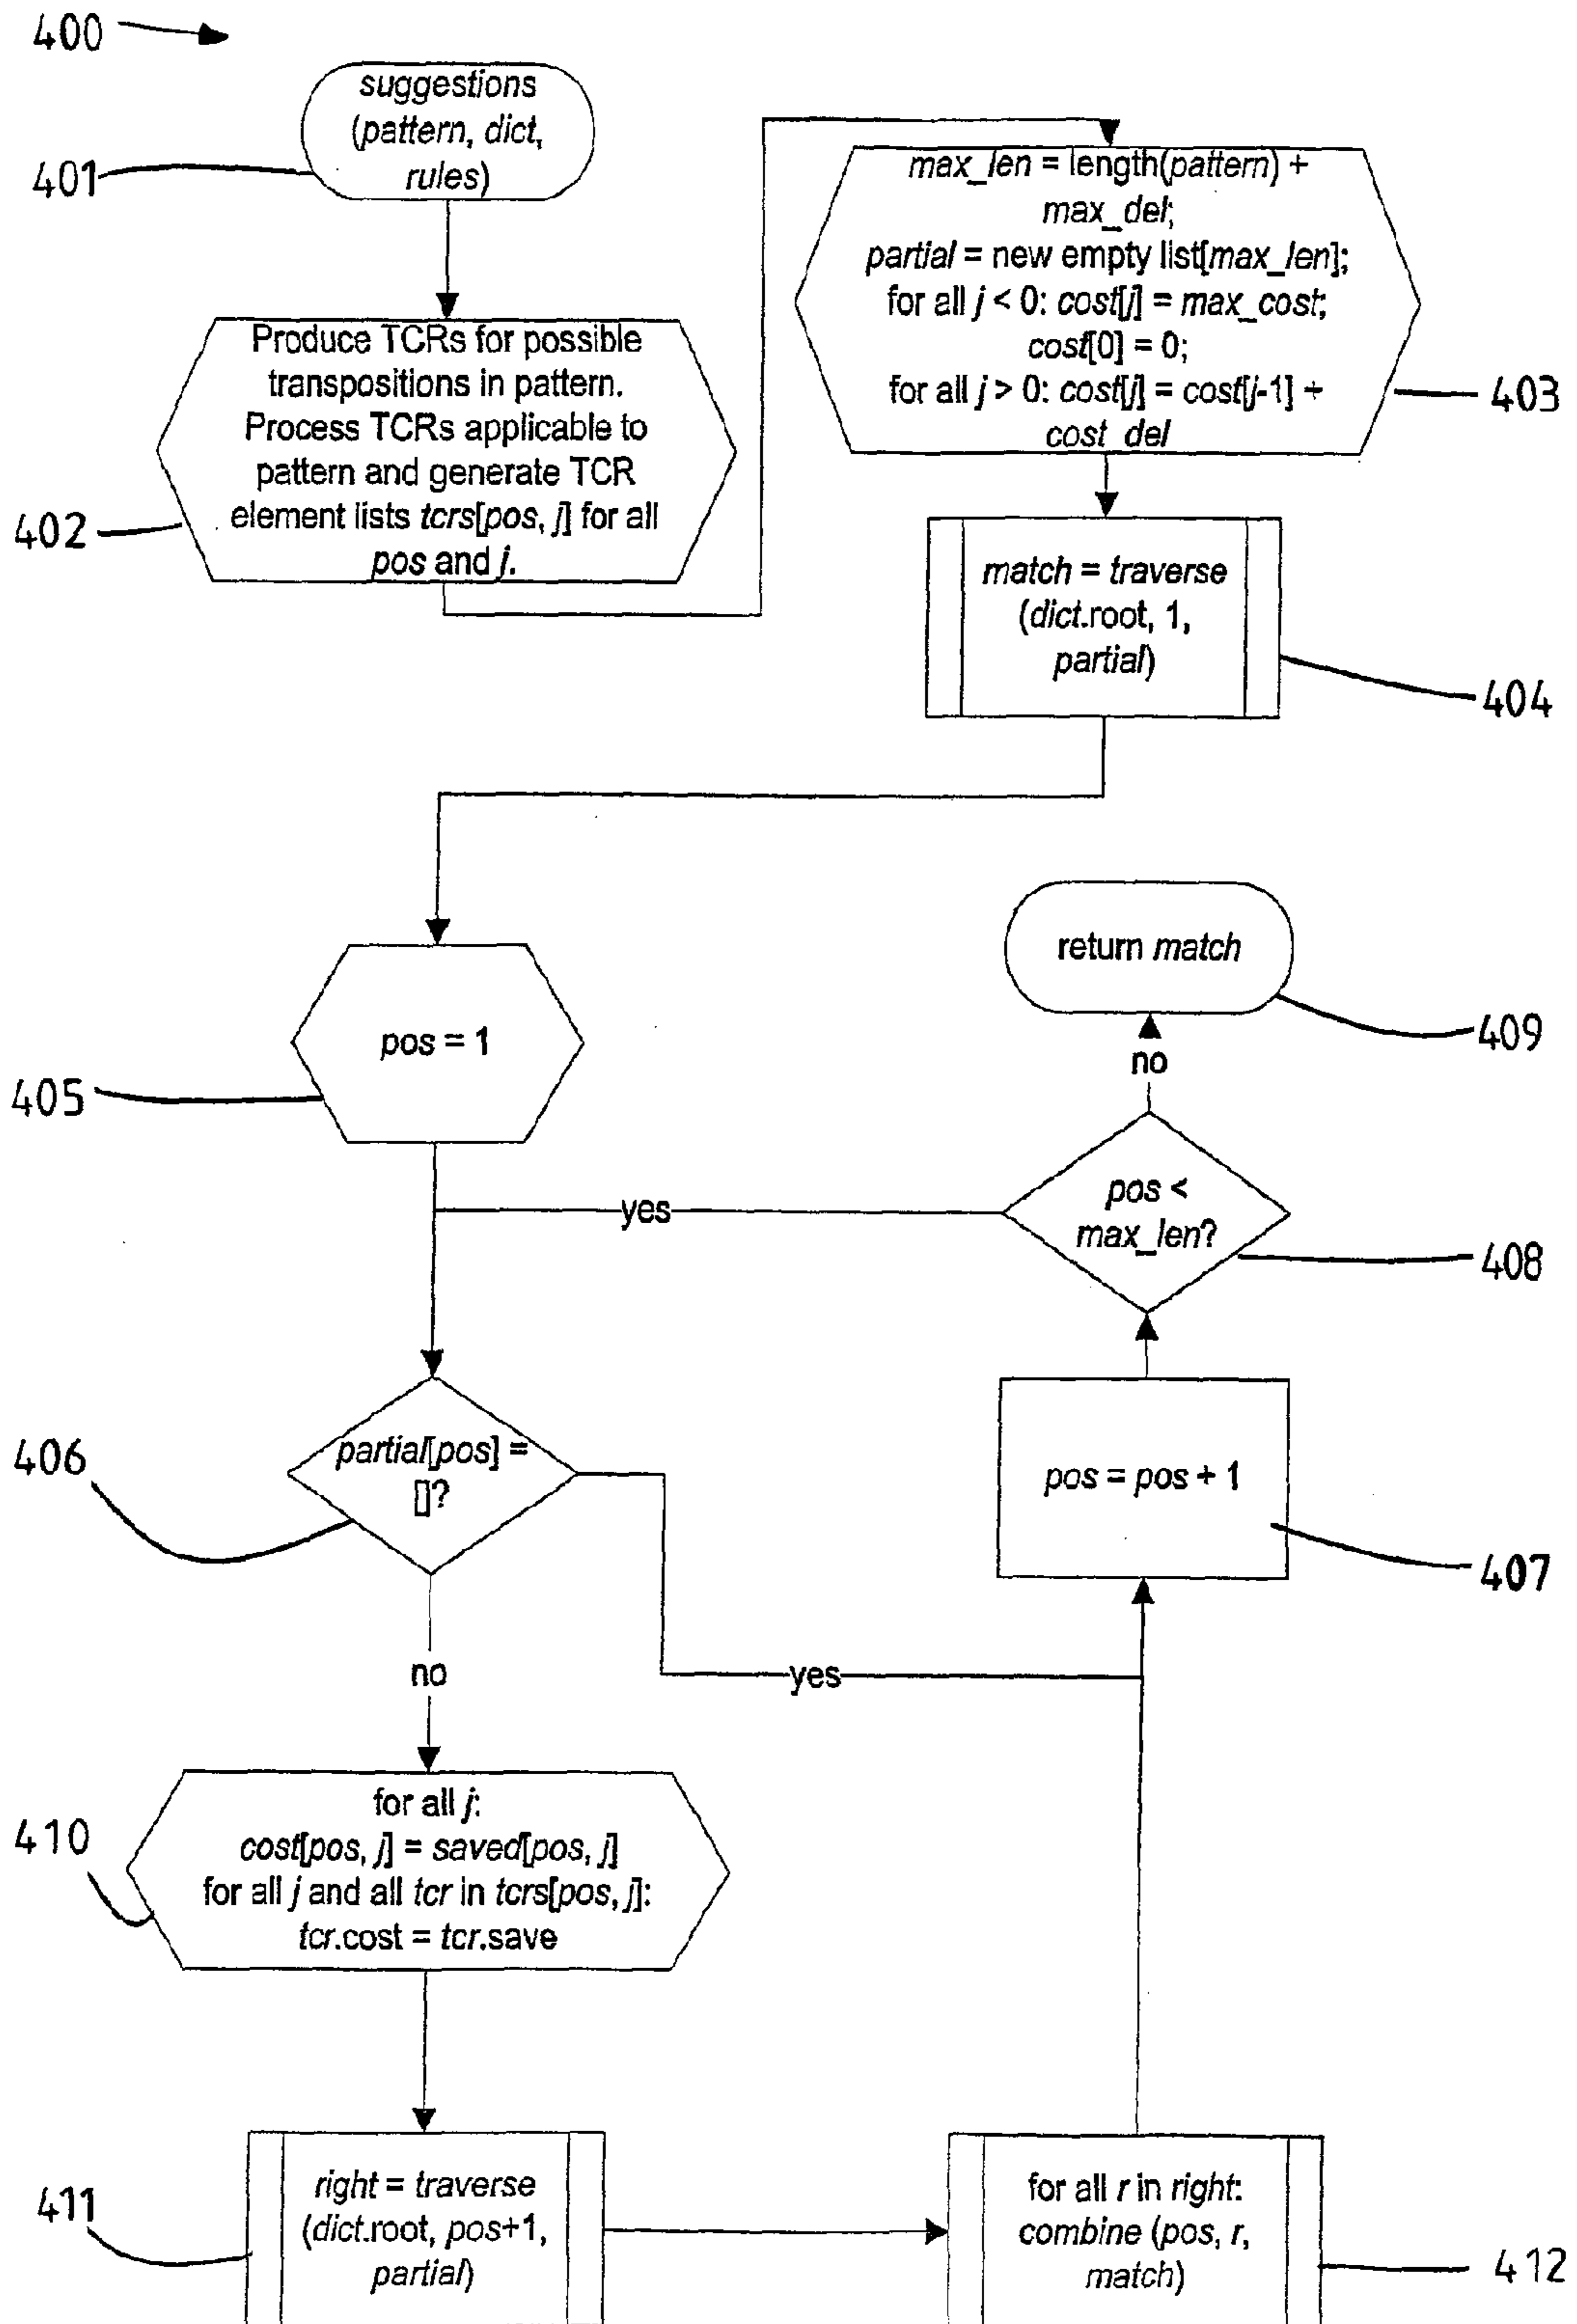 400
suggestions
(pattern, dict,
rules)
401
Produce TCRs for possible
transpositions in pattern.
Process TCRs applicable to
pattern and generate TCR
element lists tcrs[pos, j] for all
pos and j.
402
max_len = length(pattern) +
max_del;
partial = new empty list[max_len];
for all j < 0: cost[j] = max_cost;
cost[0] = 0;
for all j > 0: cost[j] = cost[j-1] +
cost_del
403
match = traverse
(dict.root, 1,
partial)
404
pos = 1
405
return match
409
no
pos <
max_len?
408
yes
partial[pos] =
[]?
406
pos = pos + 1
407
no
yes
for all j:
cost[pos, j] = saved[pos, j]
for all j and all tcr in tcrs[pos, j]:
tcr.cost = tcr.save
410
right = traverse
(dict.root, pos+1,
partial)
411
for all r in right:
combine (pos, r,
match)
412